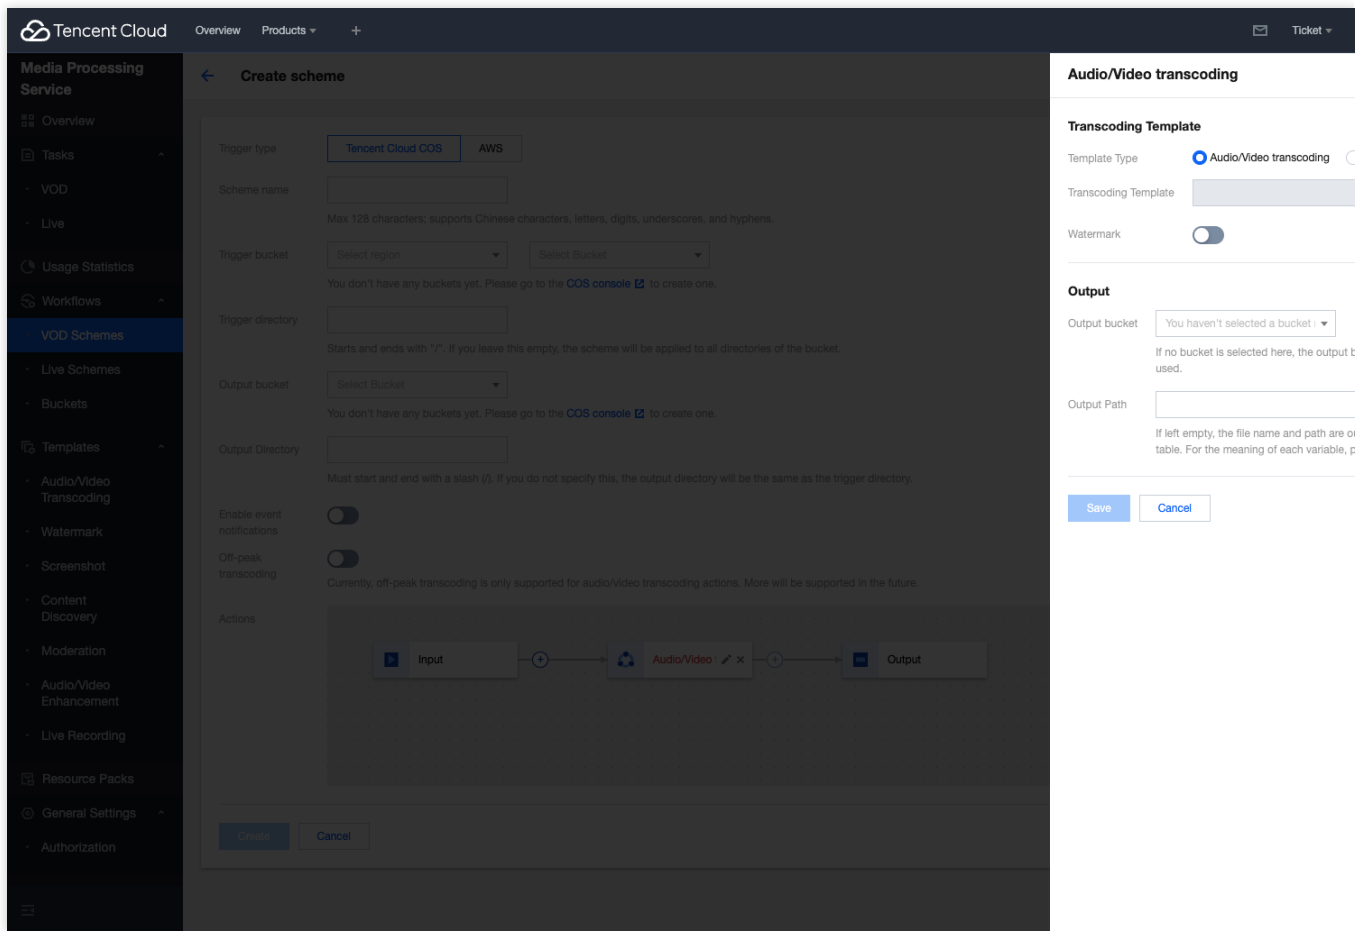 Tencent Cloud
Overview
Products
Ticket
Media Processing
Service
Overview
Tasks
VOD
Live
Usage Statistics
Workflows
VOD Schemes
Live Schemes
Buckets
Templates
Audio/Video
Transcoding
Watermark
Screenshot
Content
Discovery
Moderation
Audio/Video
Enhancement
Live Recording
Resource Packs
General Settings
Authorization
Create scheme
Trigger type
Tencent Cloud COS
AWS
Scheme name
Max 128 characters; supports Chinese characters, letters, digits, underscores, and hyphens.
Trigger bucket
Select region
Select Bucket
You don't have any buckets yet. Please go to the COS console to create one.
Trigger directory
Starts and ends with "/". If you leave this empty, the scheme will be applied to all directories of the bucket.
Output bucket
Select Bucket
You don't have any buckets yet. Please go to the COS console to create one.
Output Directory
Must start and end with a slash (/). If you do not specify this, the output directory will be the same as the trigger directory.
Enable event
notifications
Off-peak
transcoding
Currently, off-peak transcoding is only supported for audio/video transcoding actions. More will be supported in the future.
Actions
Input
Audio/Video
Output
Create
Cancel
Audio/Video transcoding
Transcoding Template
Template Type
Audio/Video transcoding
Transcoding Template
Watermark
Output
Output bucket
You haven't selected a bucket
If no bucket is selected here, the output
used.
Output Path
If left empty, the file name and path are
table. For the meaning of each variable,
Save
Cancel